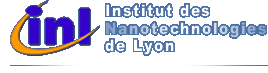 inl Institut des
Nanotechnologies
de Lyon